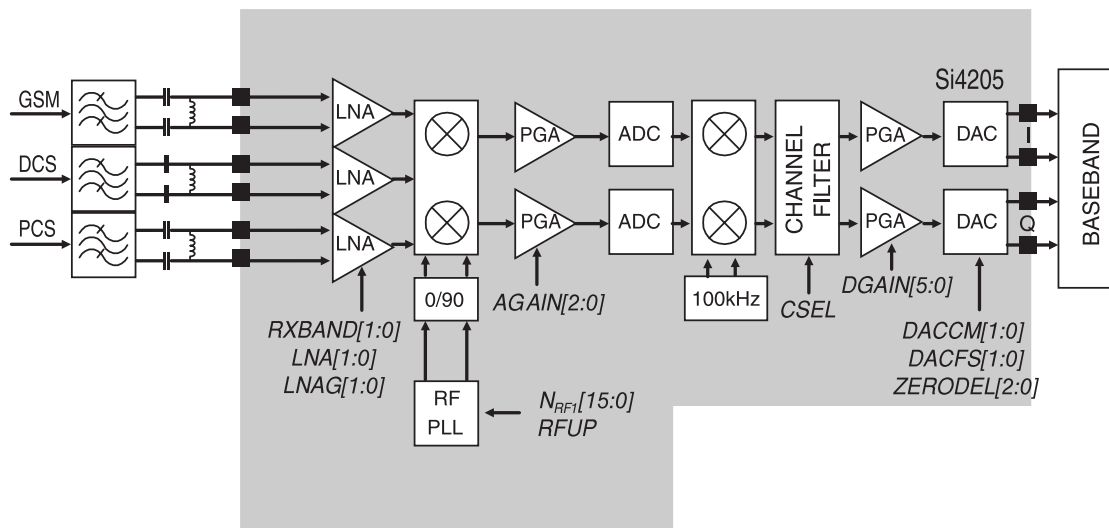 Si4205
GSM
DCS
PCS
LNA
LNA
LNA
PGA
ADC
PGA
ADC
CHANNEL
FILTER
PGA
DAC
I
PGA
DAC
Q
BASEBAND
0/90
100kHz
RXBAND[1:0]
LNA[1:0]
LNAG[1:0]
AGAIN[2:0]
CSEL
DGAIN[5:0]
DACCM[1:0]
DACFS[1:0]
ZERODEL[2:0]
RF
PLL
NRF1[15:0]
RFUP